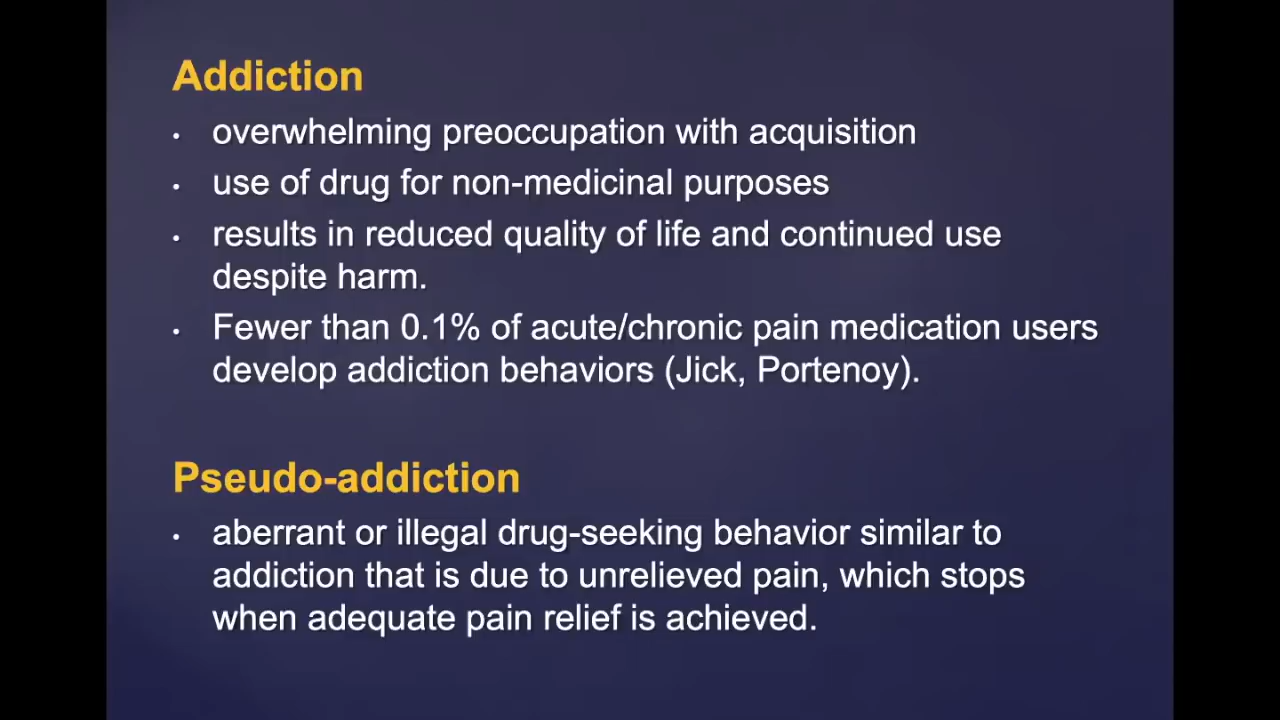 Addiction
• overwhelming preoccupation with acquisition
• use of drug for non-medicinal purposes
• results in reduced quality of life and continued use
despite harm.
• Fewer than 0.1% of acute/chronic pain medication users
develop addiction behaviors (Jick, Portenoy).
Pseudo-addiction
• aberrant or illegal drug-seeking behavior similar to
addiction that is due to unrelieved pain, which stops
when adequate pain relief is achieved.